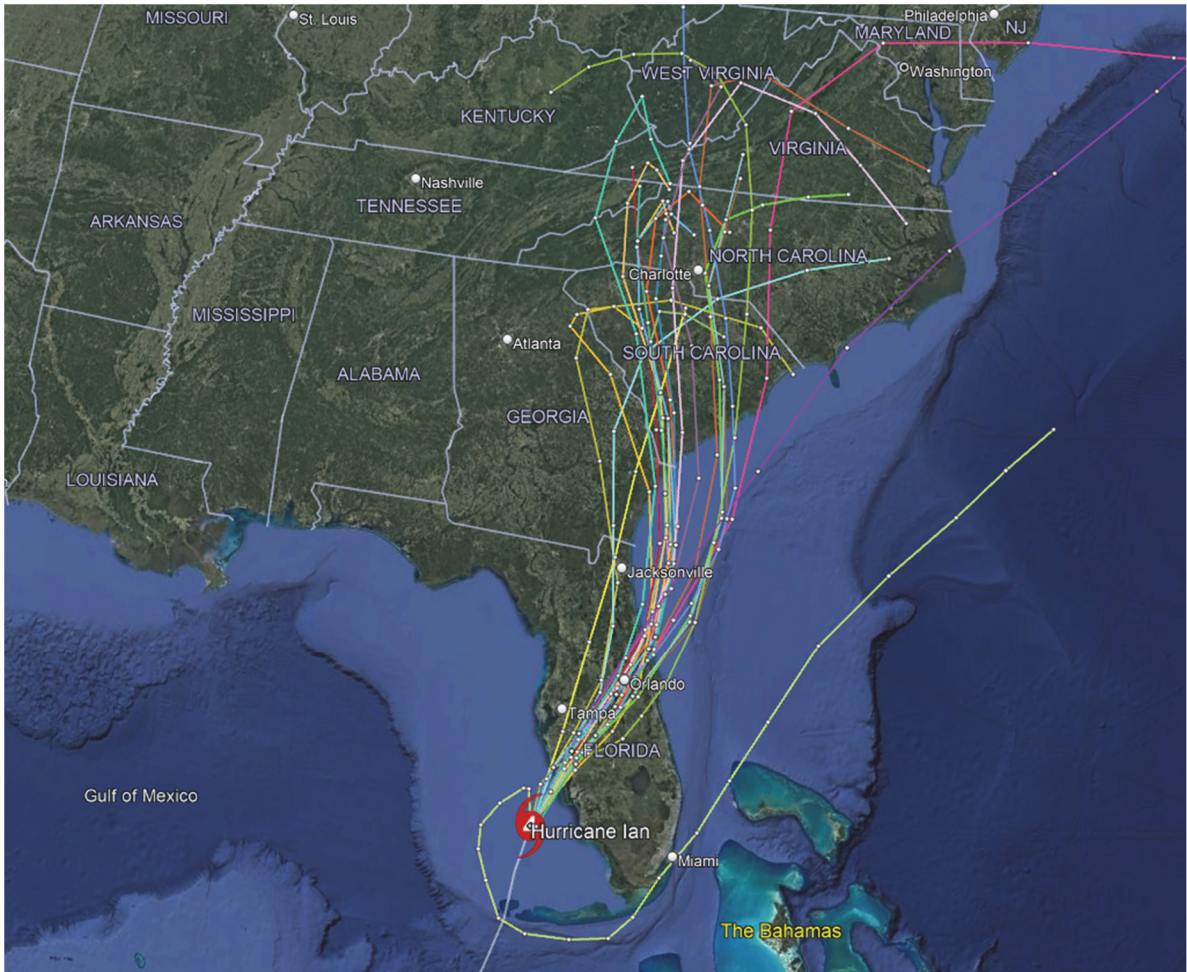 MISSOURI
St. Louis
Philadelphia
NJ
MARYLAND
WEST VIRGINIA
Washington
KENTUCKY
VIRGINIA
Nashville
TENNESSEE
ARKANSAS
NORTH CAROLINA
Charlotte
MISSISSIPPI
Atlanta
SOUTH CAROLINA
ALABAMA
GEORGIA
LOUISIANA
Jacksonville
Orlando
Tampa
FLORIDA
Gulf of Mexico
Hurricane Ian
Miami
The Bahamas